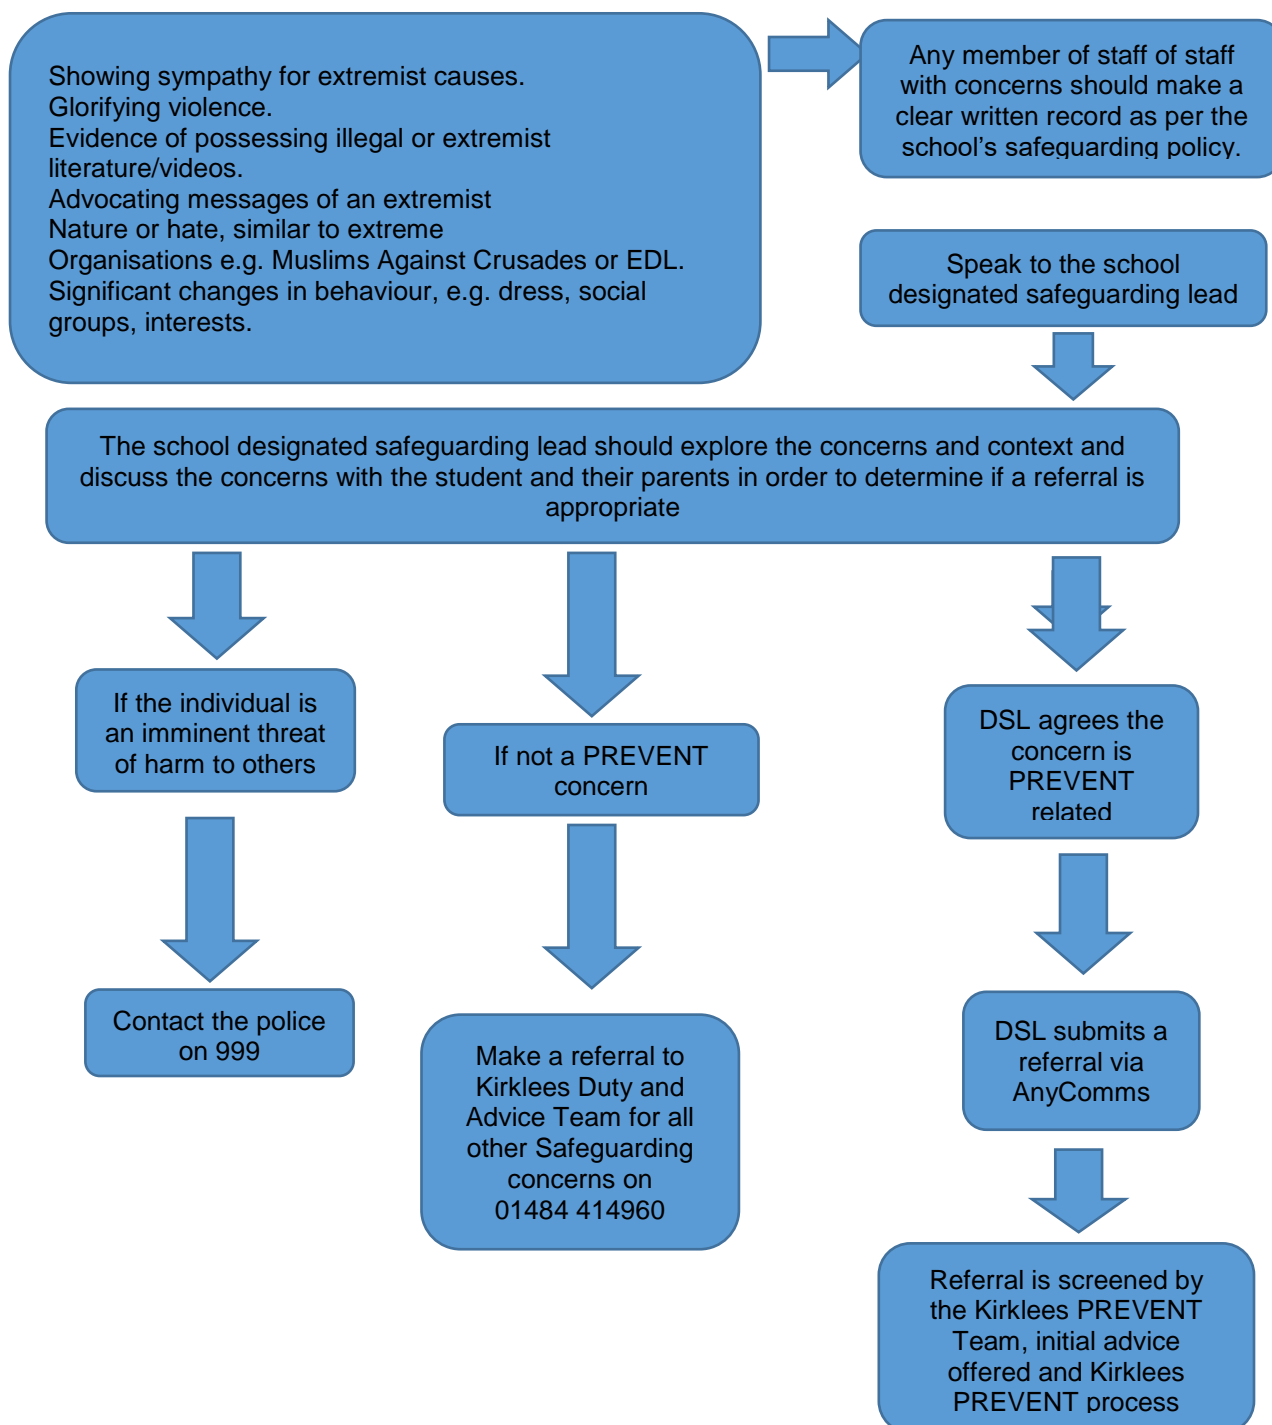 Showing sympathy for extremist causes.
Glorifying violence.
Evidence of possessing illegal or extremist
literature/videos.
Advocating messages of an extremist
Nature or hate, similar to extreme
Organisations e.g. Muslims Against Crusades or EDL.
Significant changes in behaviour, e.g. dress, social
groups, interests.
Any member of staff of staff
with concerns should make a
clear written record as per the
school’s safeguarding policy.
Speak to the school
designated safeguarding lead
The school designated safeguarding lead should explore the concerns and context and
discuss the concerns with the student and their parents in order to determine if a referral is
appropriate
If the individual is
an imminent threat
of harm to others
Contact the police
on 999
If not a PREVENT
concern
Make a referral to
Kirklees Duty and
Advice Team for all
other Safeguarding
concerns on
01484 414960
DSL agrees the
concern is
PREVENT
related
DSL submits a
referral via
AnyComms
Referral is screened by
the Kirklees PREVENT
Team, initial advice
offered and Kirklees
PREVENT process